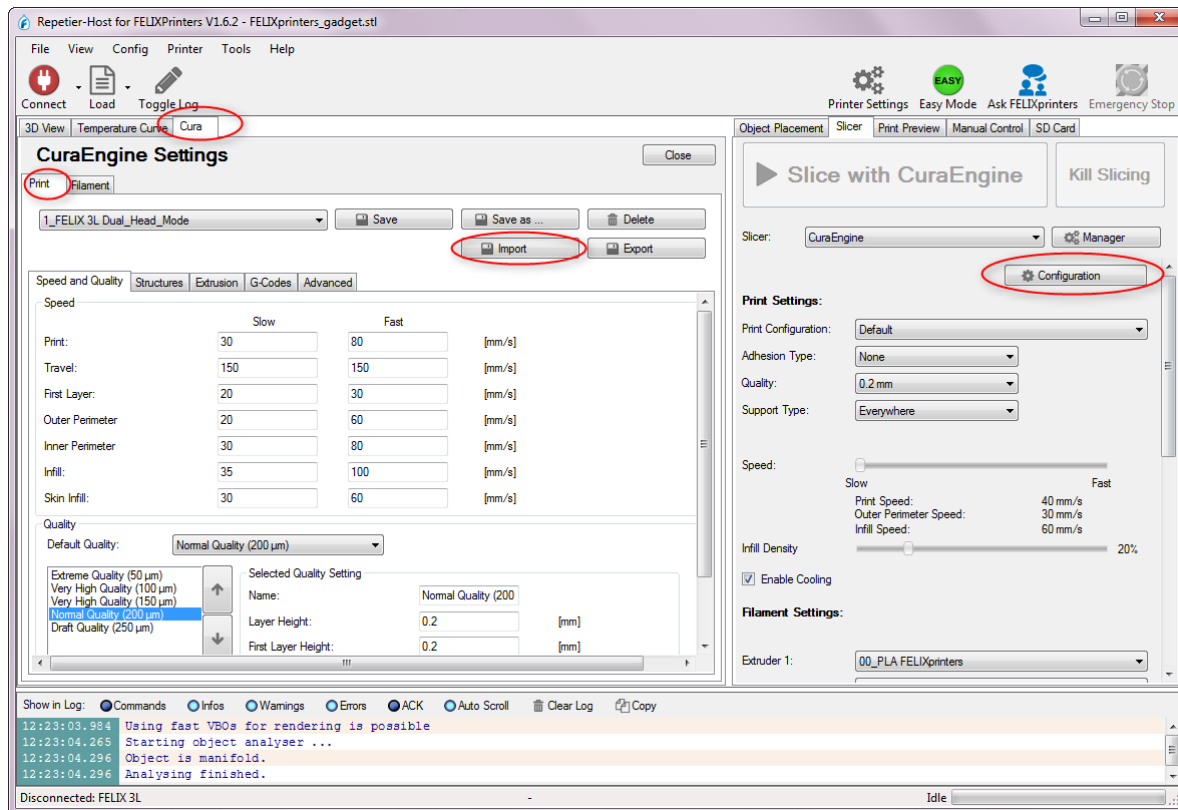 Repetier-Host for FELIXPrinters V1.6.2 - FELIXprinters_gadget.stl
File View Config Printer Tools Help
Connect Load Toggle Log Printer Settings Easy Mode Ask FELIXprinters Emergency Stop
EASY
3D View Temperature Curve Cura
CuraEngine Settings
Close
Print Filament
1_FELIX 3L Dual_Head_Mode Save Save as ... Delete
Import Export
Speed and Quality Structures Extrusion G-Codes Advanced
Speed
Slow Fast
Print: 30 80 [mm/s]
Travel: 150 150 [mm/s]
First Layer: 20 30 [mm/s]
Outer Perimeter 20 60 [mm/s]
Inner Perimeter 30 80 [mm/s]
Infill: 35 100 [mm/s]
Skin Infill: 30 60 [mm/s]
Quality
Default Quality: Normal Quality (200 µm)
Extreme Quality (50 µm)
Very High Quality (100 µm)
Very High Quality (150 µm)
Normal Quality (200 µm)
Draft Quality (250 µm)
Selected Quality Setting
Name: Normal Quality (200
Layer Height: 0.2 [mm]
First Layer Height: 0.2 [mm]
Object Placement Slicer Print Preview Manual Control SD Card
Slice with CuraEngine Kill Slicing
Slicer: CuraEngine Manager
Configuration
Print Settings:
Print Configuration: Default
Adhesion Type: None
Quality: 0.2 mm
Support Type: Everywhere
Speed:
Slow Fast
Print Speed: 40 mm/s
Outer Perimeter Speed: 30 mm/s
Infill Speed: 60 mm/s
Infill Density 20%
Enable Cooling
Filament Settings:
Extruder 1: 00_PLA FELIXprinters
Show in Log: Commands Infos Warnings Errors ACK Auto Scroll Clear Log Copy
12:23:03.984 Using fast VBOs for rendering is possible
12:23:04.265 Starting object analyser ...
12:23:04.296 Object is manifold.
12:23:04.296 Analysing finished.
Disconnected: FELIX 3L - Idle